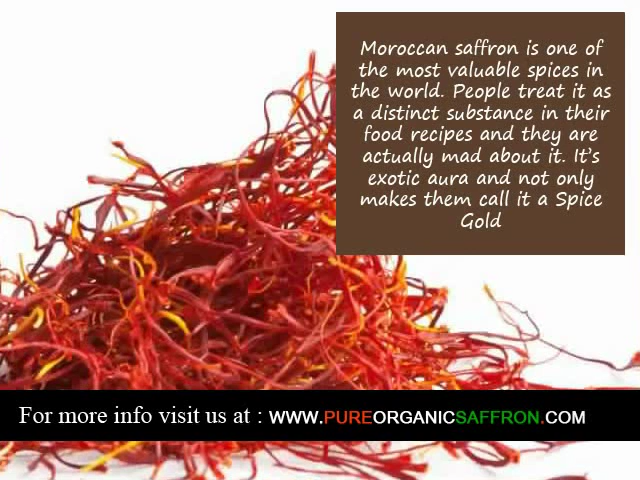 Moroccan saffron is one of
the most valuable spices in
the world. People treat it as
a distinct substance in their
food recipes and they are
actually mad about it. It's
exotic aura and not only
makes them call it a Spice
Gold
For more info visit us at : WWW.PUREORGANICSAFFRON.COM